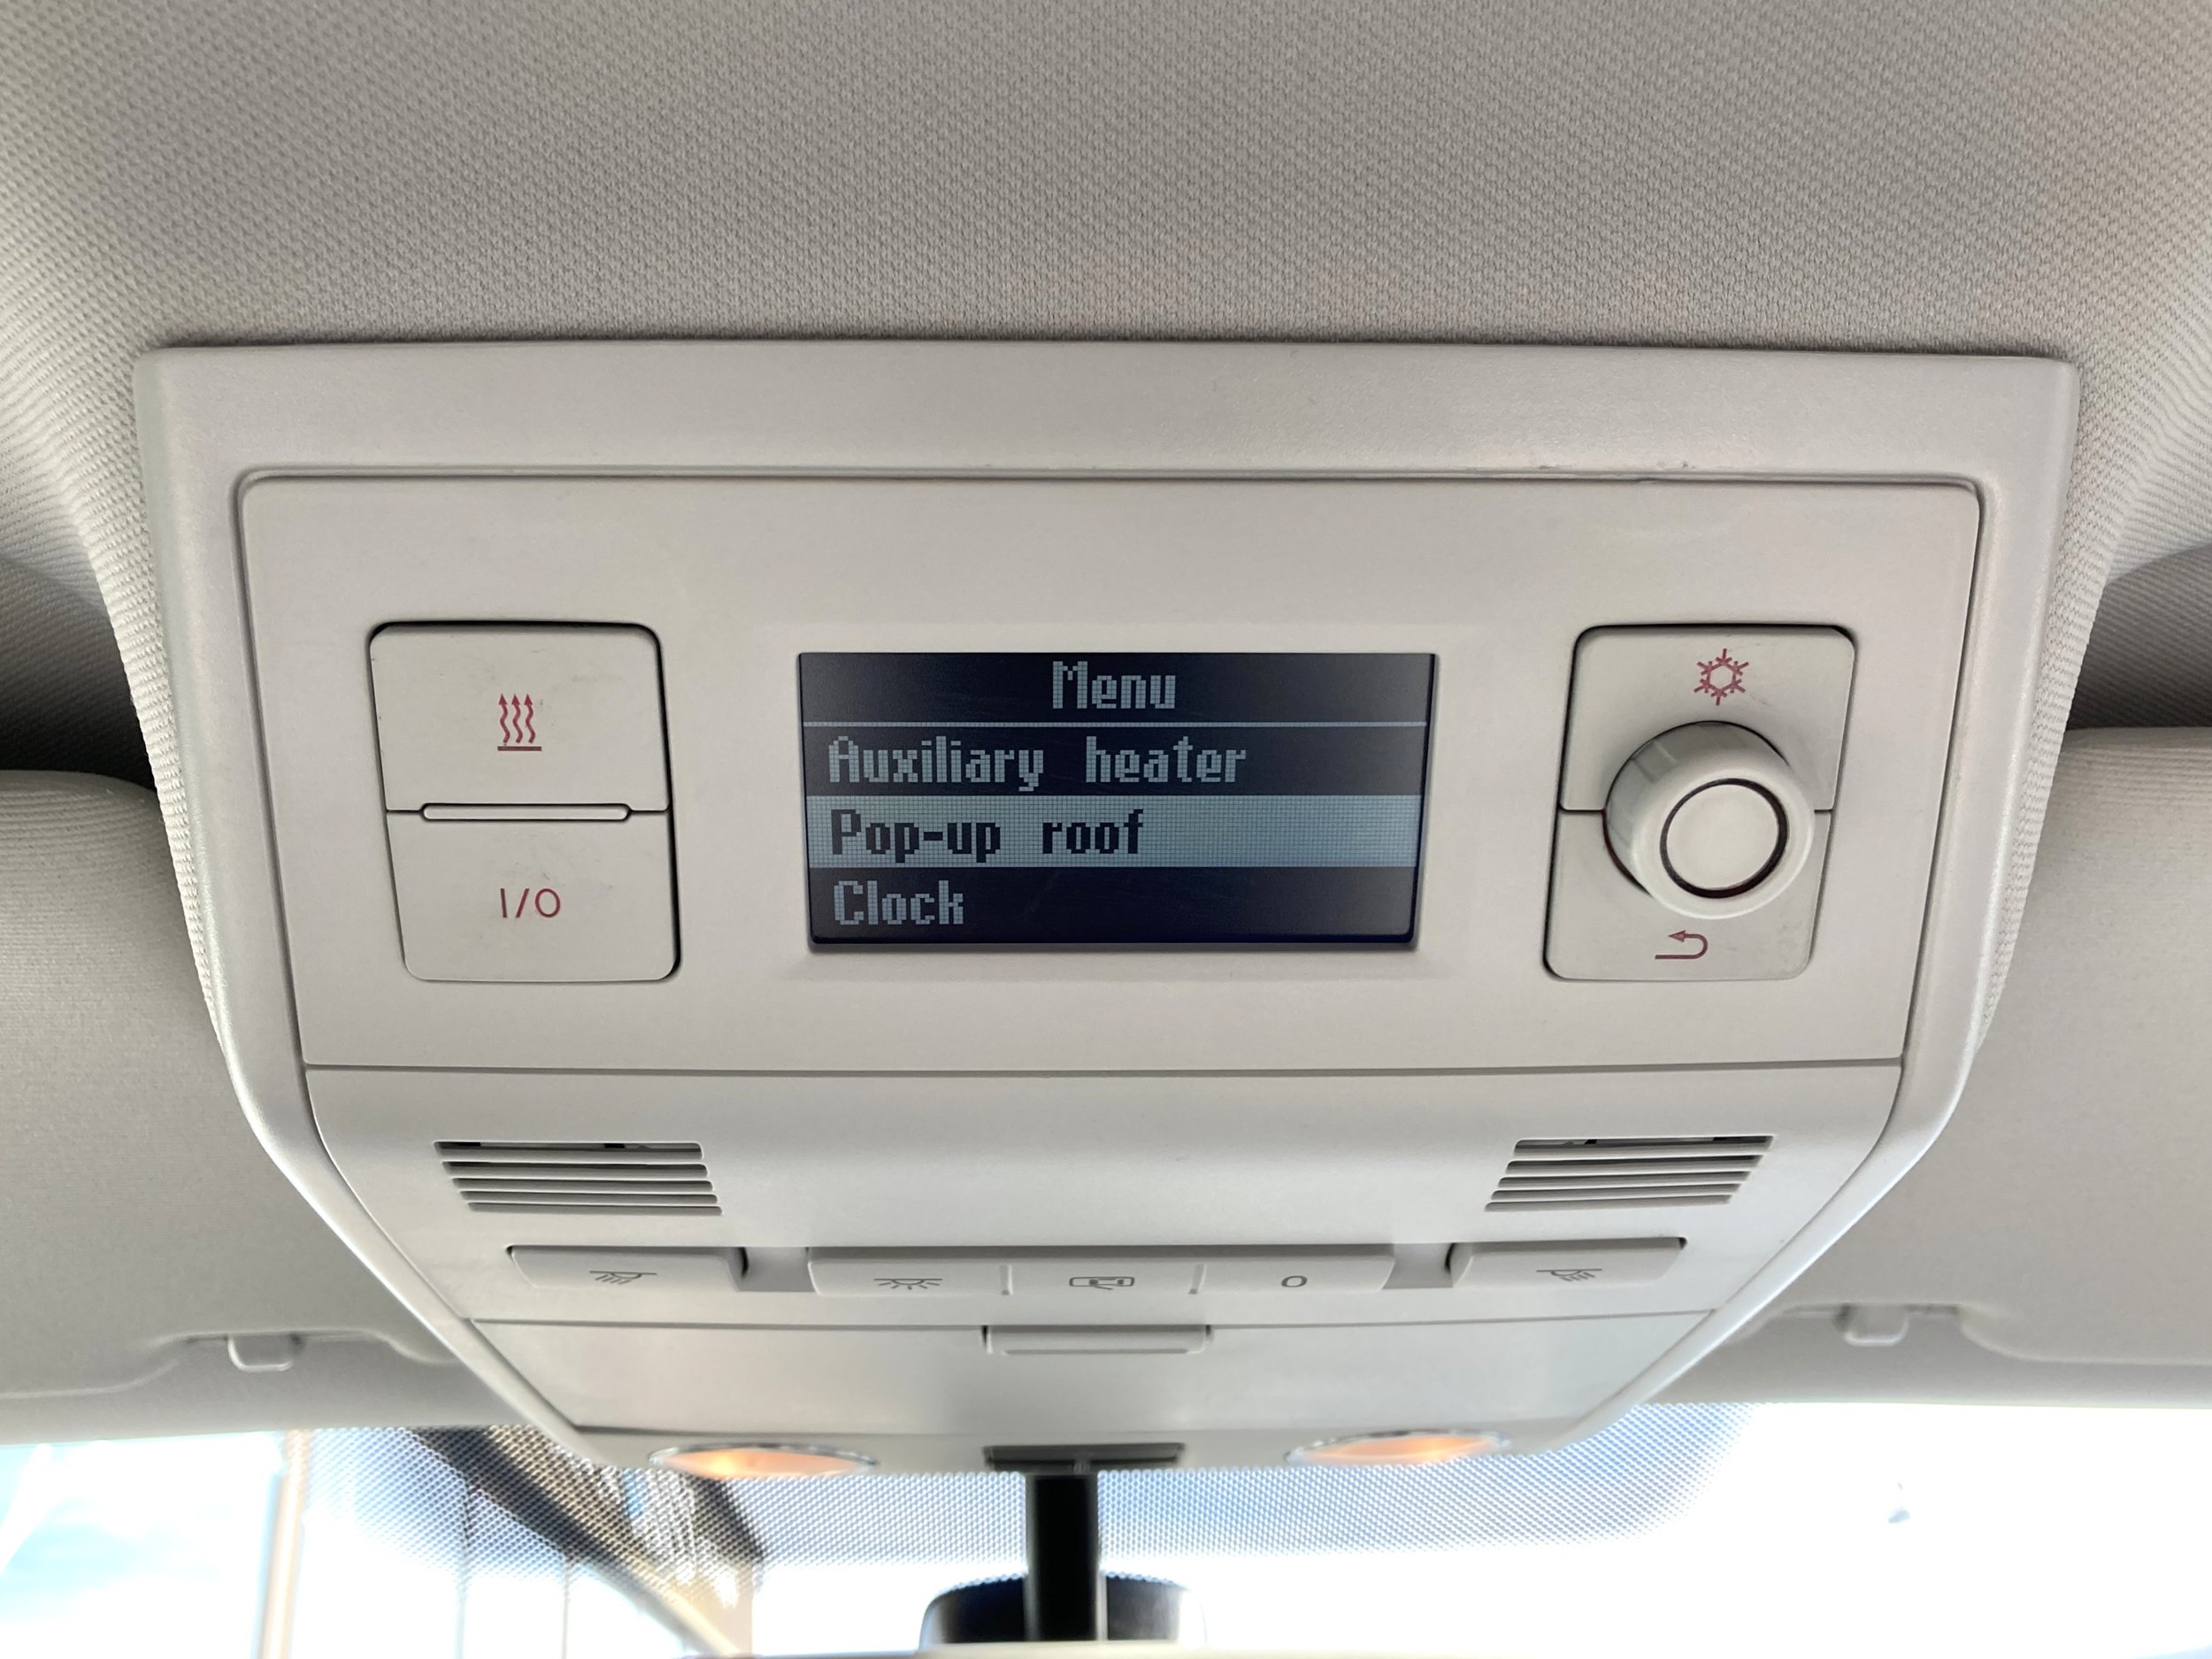 Menu
Auxiliary heater
Pop-up roof
Clock
I/O
O